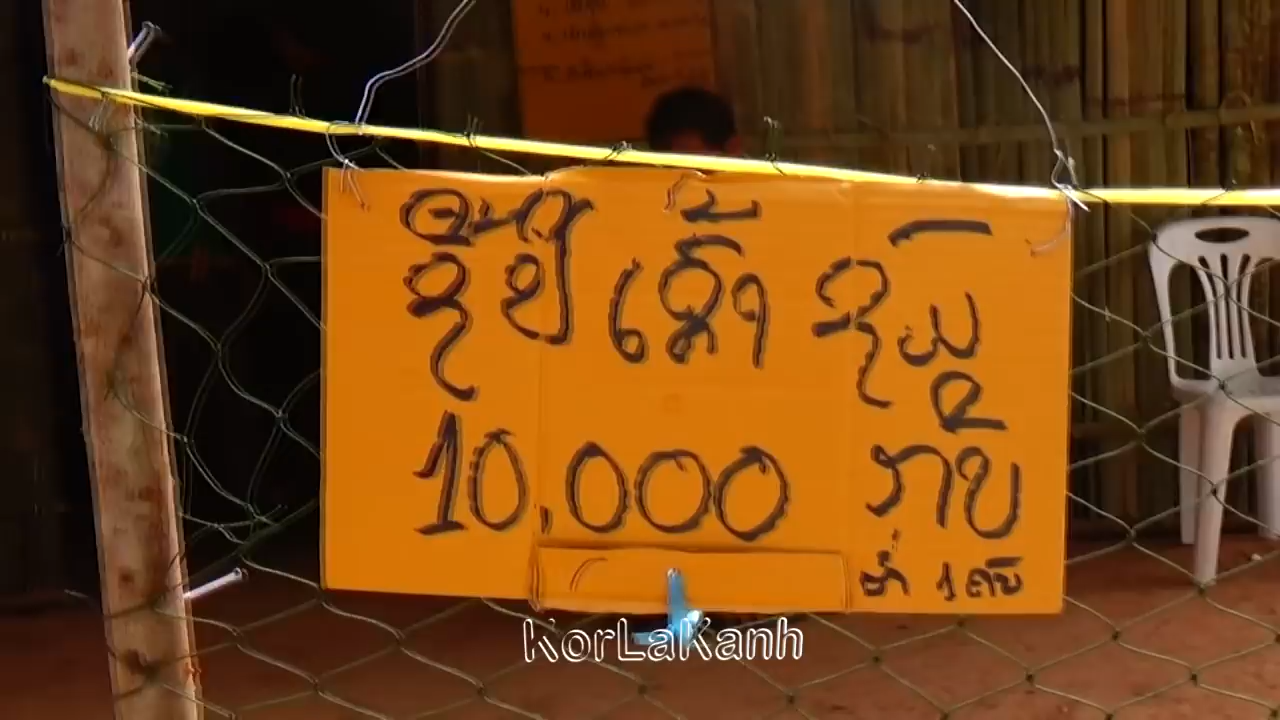 ຊື້ປີ້ ເຂົ້າ ຊົມ
10,000 ກີບ
ຕໍ່ 1 ຄົນ
KorLaKanh